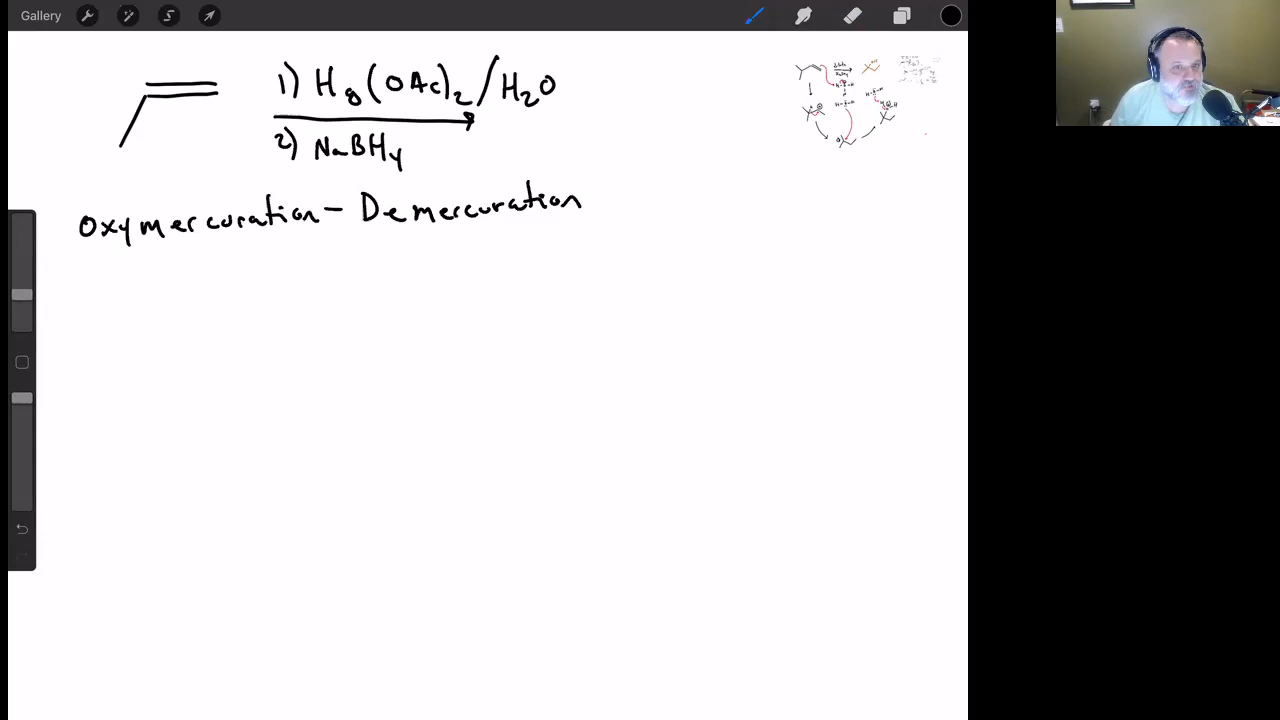 Gallery
1) Hg(OAc)2/H2O
2) NaBH4
Oxymercuration - Demercuration